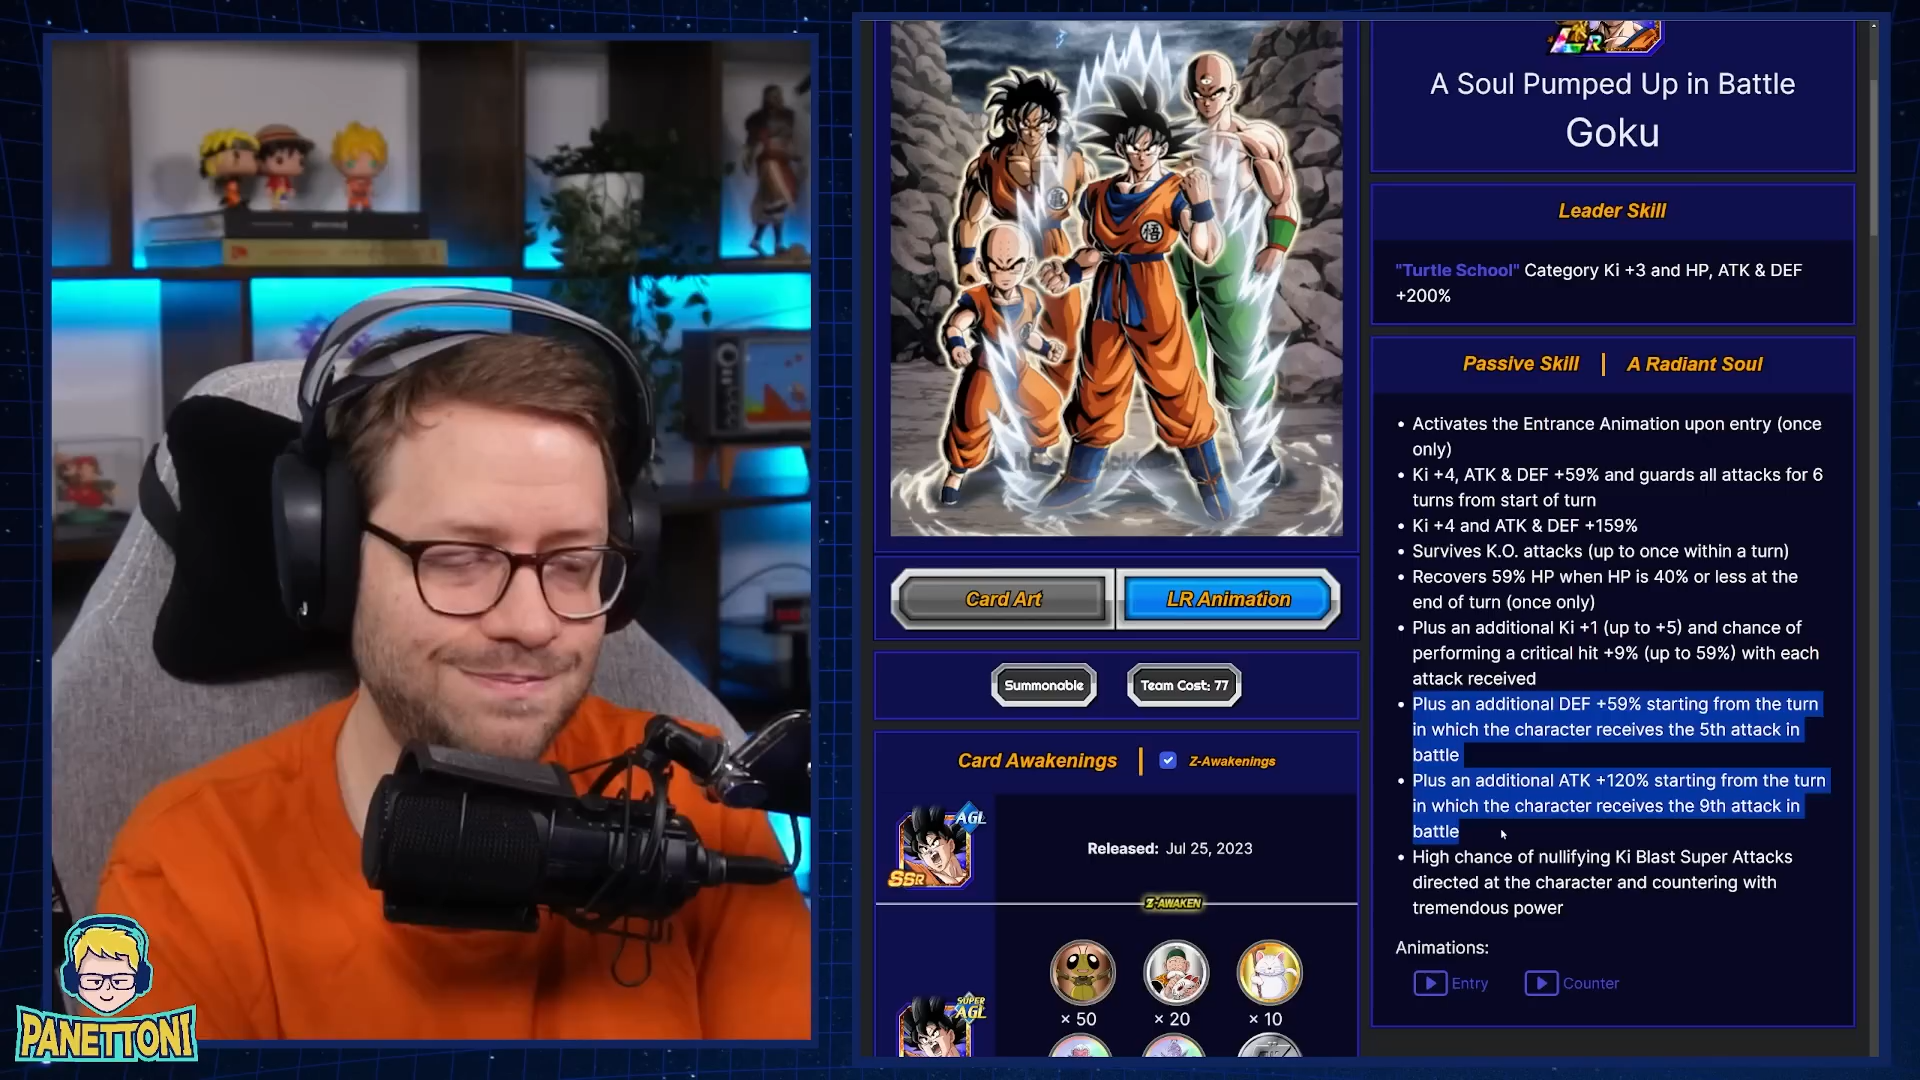 A Soul Pumped Up in Battle
Goku
Leader Skill
"Turtle School" Category Ki +3 and HP, ATK & DEF
+200%
Passive Skill | A Radiant Soul
• Activates the Entrance Animation upon entry (once
only)
• Ki +4, ATK & DEF +59% and guards all attacks for 6
turns from start of turn
• Ki +4 and ATK & DEF +159%
• Survives K.O. attacks (up to once within a turn)
• Recovers 59% HP when HP is 40% or less at the
end of turn (once only)
• Plus an additional Ki +1 (up to +5) and chance of
performing a critical hit +9% (up to 59%) with each
attack received
• Plus an additional DEF +59% starting from the turn
in which the character receives the 5th attack in
battle
• Plus an additional ATK +120% starting from the turn
in which the character receives the 9th attack in
battle
• High chance of nullifying Ki Blast Super Attacks
directed at the character and countering with
tremendous power
Animations:
Entry
Counter
亀
悟
Card Art
LR Animation
Summonable
Team Cost: 77
Card Awakenings | Z-Awakenings
AGL
SSR
Released: Jul 25, 2023
Z-AWAKEN
SUPER
AGL
× 50
× 20
× 10
PANETTONI